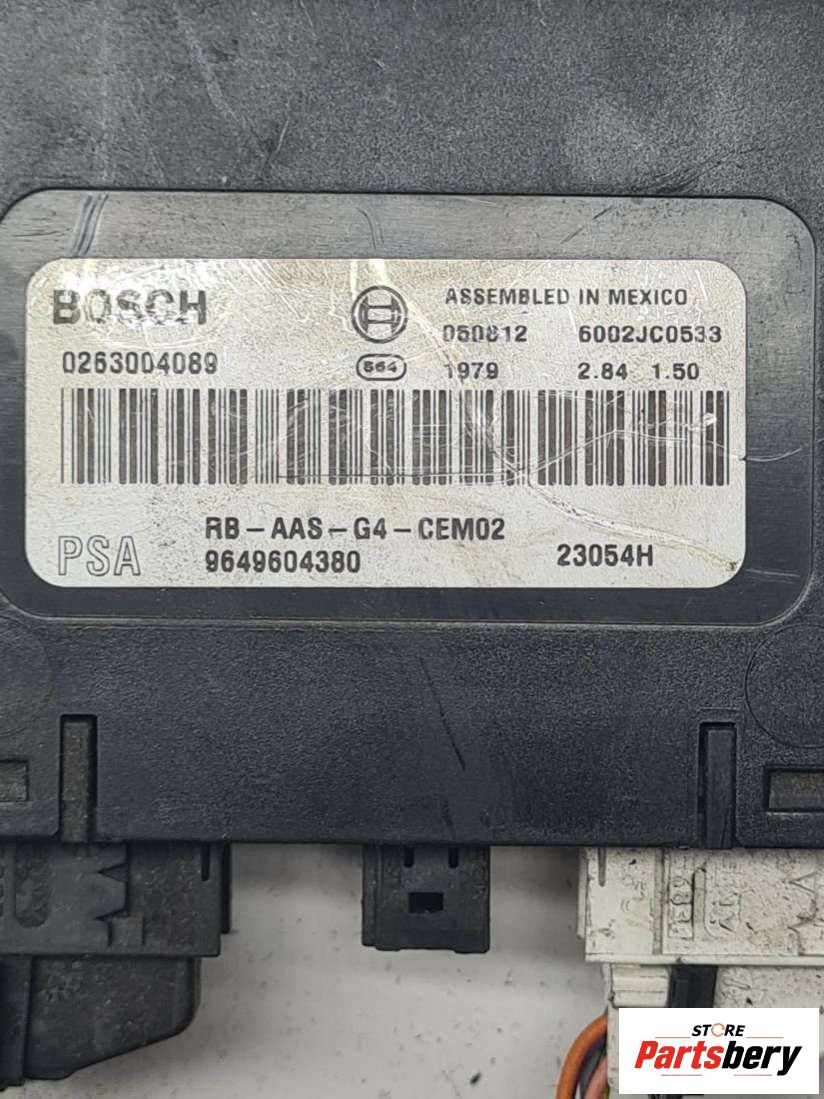 BOSCH
ASSEMBLED IN MEXICO
050812 6002JC0533
0263004089 564 1979 2.84 1.50
RB-AAS-G4-CEM02
PSA 9649604380 23054H
STORE
Partsbery